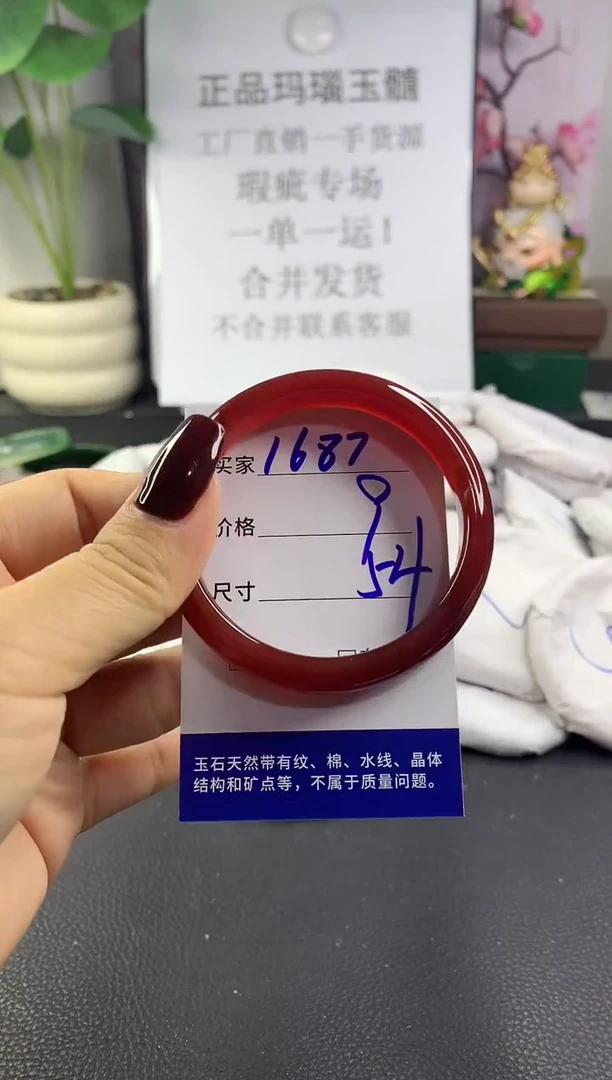 正品玛瑙玉髓
工厂直销一手货源
瑕疵专场
一单一运！
合并发货
不合并联系客服
买家 1687
价格
尺寸 54
玉石天然带有纹、棉、水线、晶体
结构和矿点等，不属于质量问题。